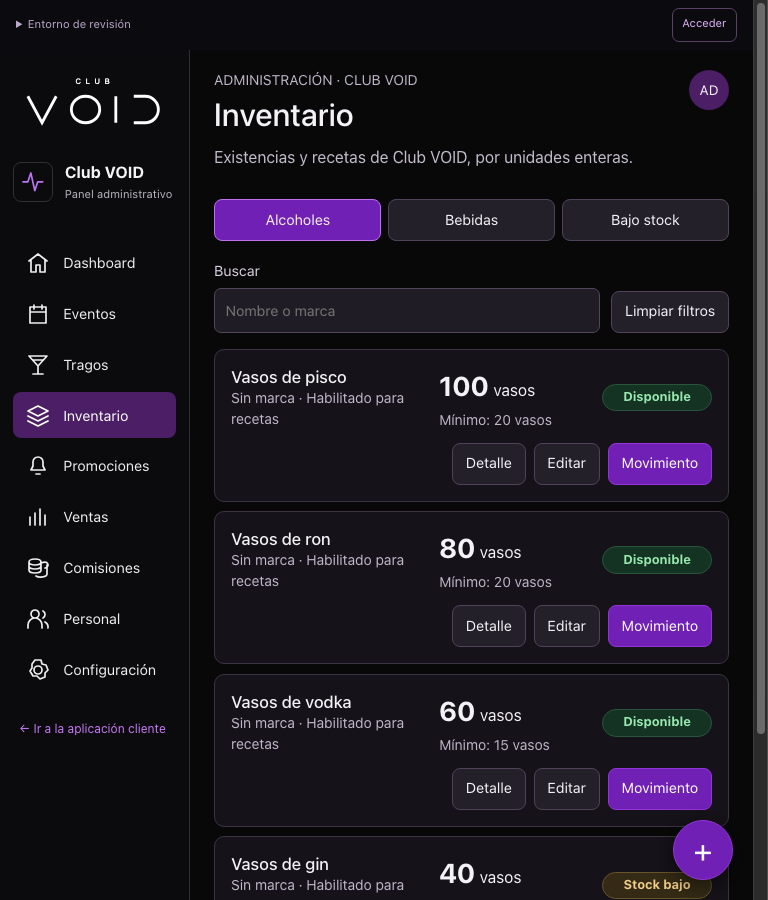 Entorno de revisión
Acceder
CLUB
VOID
Club VOID
Panel administrativo
Dashboard
Eventos
Tragos
Inventario
Promociones
Ventas
Comisiones
Personal
Configuración
← Ir a la aplicación cliente
ADMINISTRACIÓN · CLUB VOID
AD
Inventario
Existencias y recetas de Club VOID, por unidades enteras.
Alcoholes
Bebidas
Bajo stock
Buscar
Nombre o marca
Limpiar filtros
Vasos de pisco
Sin marca · Habilitado para
recetas
100 vasos
Mínimo: 20 vasos
Disponible
Detalle
Editar
Movimiento
Vasos de ron
Sin marca · Habilitado para
recetas
80 vasos
Mínimo: 20 vasos
Disponible
Detalle
Editar
Movimiento
Vasos de vodka
Sin marca · Habilitado para
recetas
60 vasos
Mínimo: 15 vasos
Disponible
Detalle
Editar
Movimiento
Vasos de gin
Sin marca · Habilitado para
40 vasos
Stock bajo
+